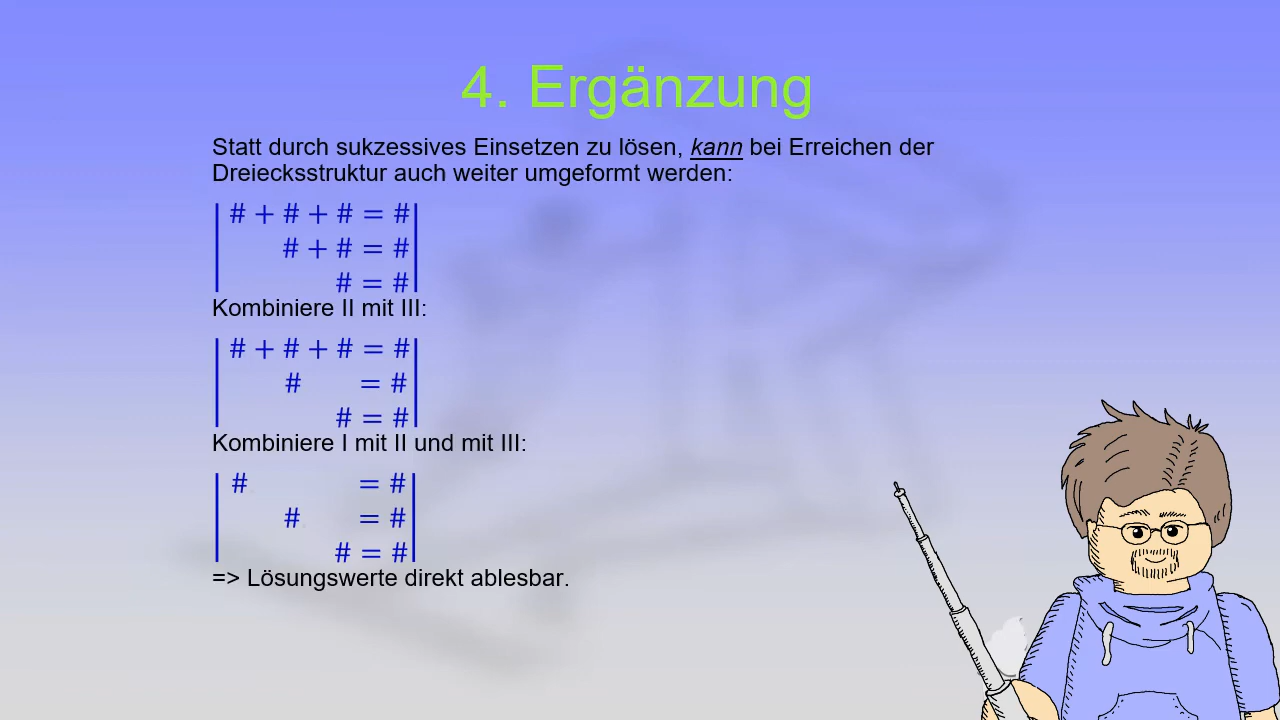 4. Ergänzung
Statt durch sukzessives Einsetzen zu lösen, kann bei Erreichen der
Dreiecksstruktur auch weiter umgeformt werden:
| # + # + # = # |
| # + # = # |
| # = # |
Kombiniere II mit III:
| # + # + # = # |
| # = # |
| # = # |
Kombiniere I mit II und mit III:
| # = # |
| # = # |
| # = # |
=> Lösungswerte direkt ablesbar.